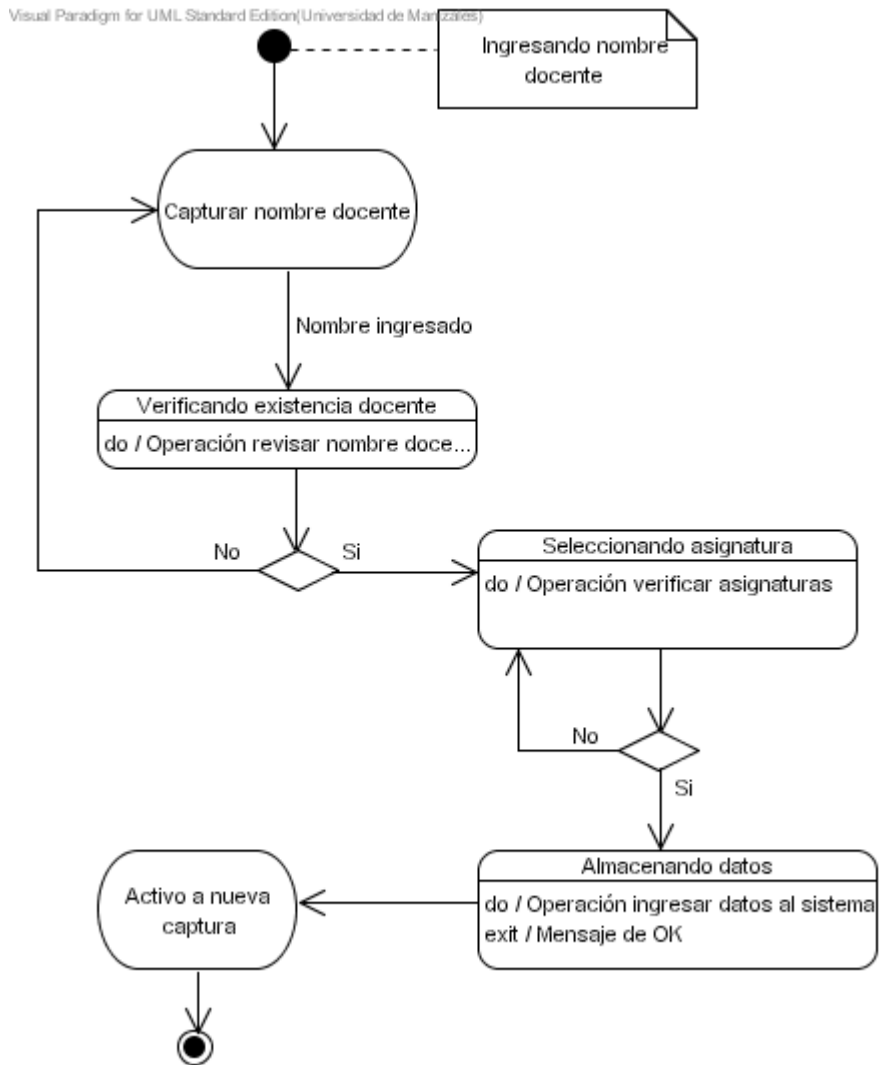 Visual Paradigm for UML Standard Edition(Universidad de Manizales)
Ingresando nombre
docente
Capturar nombre docente
Nombre ingresado
Verificando existencia docente
do / Operación revisar nombre doce...
No
Si
Seleccionando asignatura
do / Operación verificar asignaturas
No
Si
Almacenando datos
do / Operación ingresar datos al sistema
exit / Mensaje de OK
Activo a nueva
captura